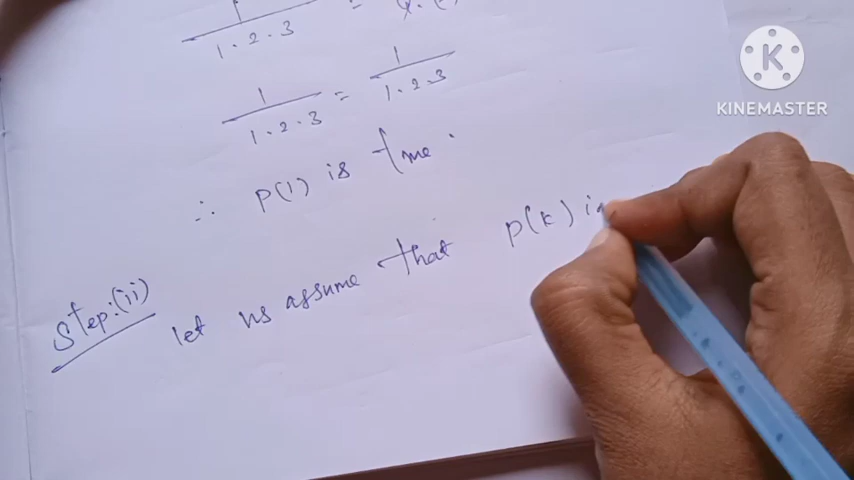 1/(1·2·3) =
1/(1·2·3) = 1/(1·2·3)
∴ P(1) is true.
Step:(ii)
let us assume that P(k) is
KINEMASTER